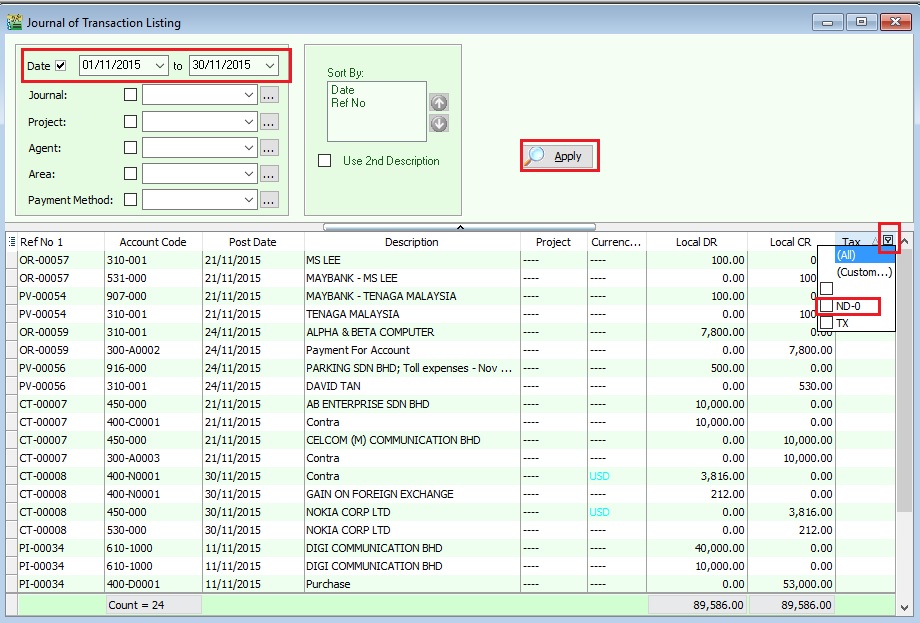 Journal of Transaction Listing
Date 01/11/2015 to 30/11/2015
Journal: ...
Project: ...
Agent: ...
Area: ...
Payment Method: ...
Sort By:
Date
Ref No
Use 2nd Description
Apply
Ref No 1 Account Code Post Date Description Project Currenc... Local DR Local CR Tax
(All)
(Custom...)
ND-0
TX
OR-00057 310-001 21/11/2015 MS LEE ---- ---- 100.00
OR-00057 531-000 21/11/2015 MAYBANK - MS LEE ---- ---- 0.00
PV-00054 907-000 21/11/2015 MAYBANK - TENAGA MALAYSIA ---- ---- 100.00
PV-00054 310-001 21/11/2015 TENAGA MALAYSIA ---- ---- 0.00
OR-00059 310-001 24/11/2015 ALPHA & BETA COMPUTER ---- ---- 7,800.00 0.00
OR-00059 300-A0002 24/11/2015 Payment For Account ---- ---- 0.00 7,800.00
PV-00056 916-000 24/11/2015 PARKING SDN BHD; Toll expenses - Nov ... ---- ---- 500.00 0.00
PV-00056 310-001 24/11/2015 DAVID TAN ---- ---- 0.00 530.00
CT-00007 450-000 21/11/2015 AB ENTERPRISE SDN BHD ---- ---- 10,000.00 0.00
CT-00007 400-C0001 21/11/2015 Contra ---- ---- 10,000.00 0.00
CT-00007 450-000 21/11/2015 CELCOM (M) COMMUNICATION BHD ---- ---- 0.00 10,000.00
CT-00007 300-A0003 21/11/2015 Contra ---- ---- 0.00 10,000.00
CT-00008 400-N0001 30/11/2015 Contra ---- USD 3,816.00 0.00
CT-00008 400-N0001 30/11/2015 GAIN ON FOREIGN EXCHANGE ---- ---- 212.00 0.00
CT-00008 450-000 30/11/2015 NOKIA CORP LTD ---- USD 0.00 3,816.00
CT-00008 530-000 30/11/2015 NOKIA CORP LTD ---- ---- 0.00 212.00
PI-00034 610-1000 11/11/2015 DIGI COMMUNICATION BHD ---- ---- 40,000.00 0.00
PI-00034 610-1000 11/11/2015 DIGI COMMUNICATION BHD ---- ---- 10,000.00 0.00
PI-00034 400-D0001 11/11/2015 Purchase ---- ---- 0.00 53,000.00
Count = 24 89,586.00 89,586.00